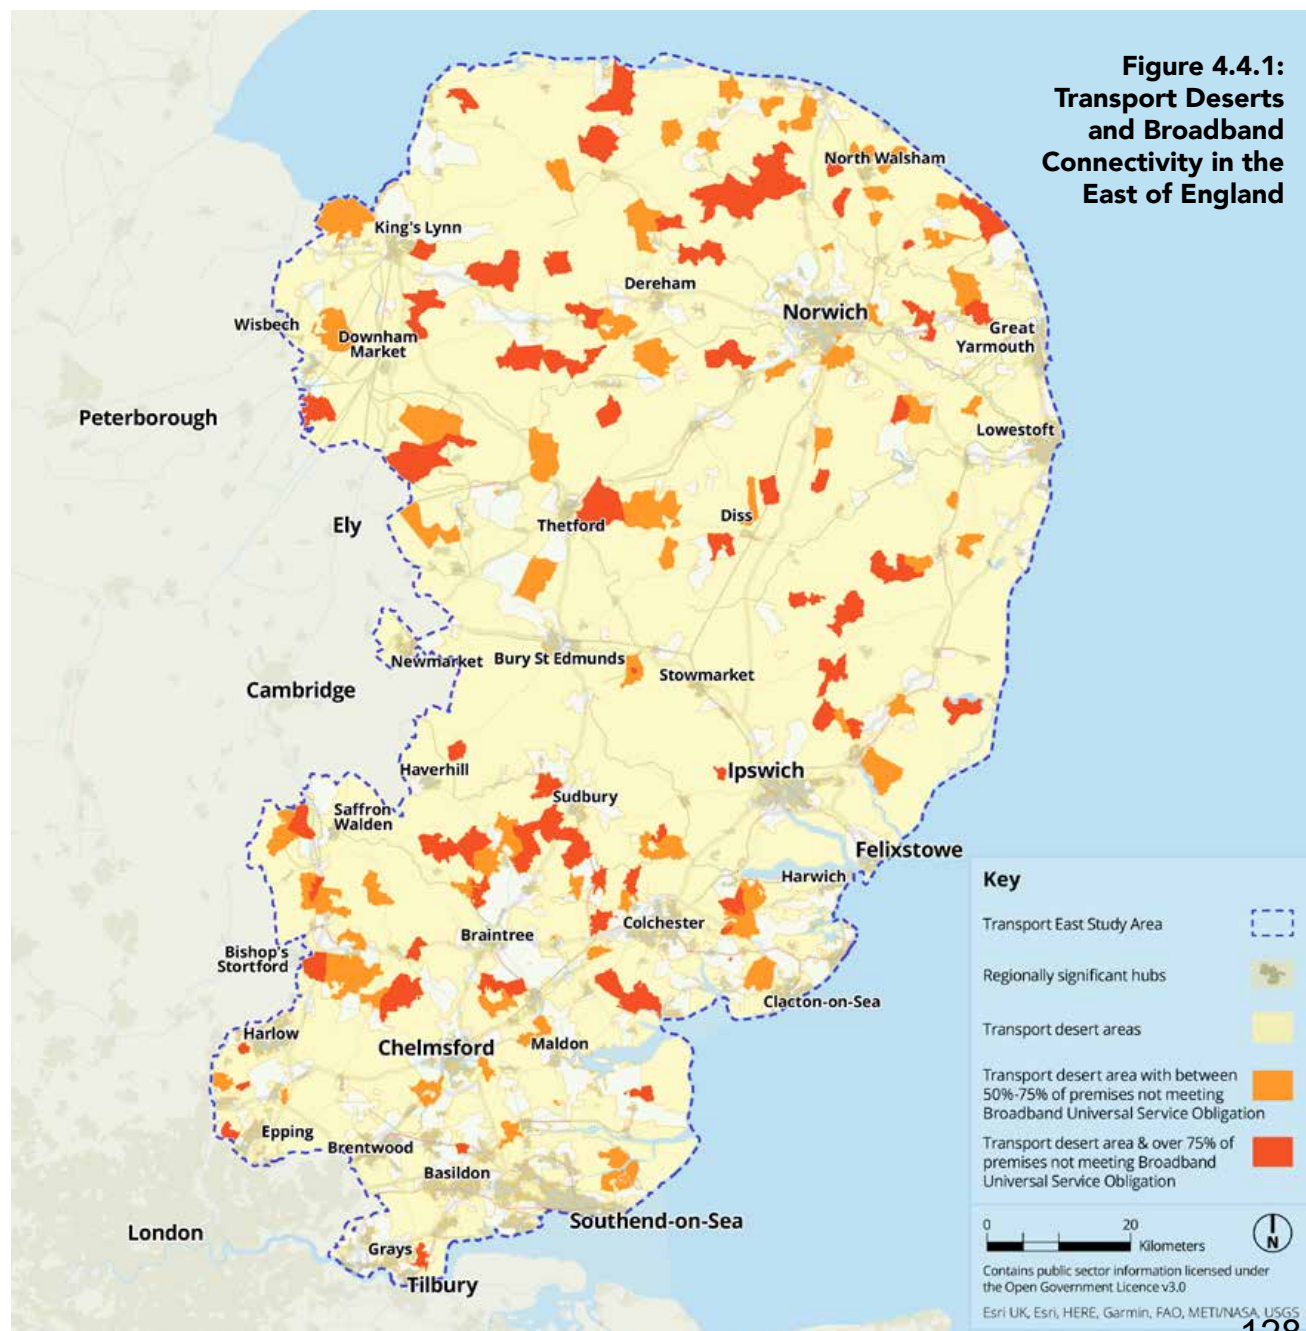 Figure 4.4.1:
Transport Deserts
and Broadband
Connectivity in the
East of England
North Walsham
King's Lynn
Dereham
Norwich
Wisbech
Downham
Market
Great
Yarmouth
Peterborough
Lowestoft
Ely
Thetford
Diss
Newmarket
Bury St Edmunds
Stowmarket
Cambridge
Haverhill
Ipswich
Sudbury
Saffron
Walden
Felixstowe
Harwich
Colchester
Braintree
Bishop's
Stortford
Clacton-on-Sea
Harlow
Chelmsford
Maldon
Epping
Brentwood
Basildon
London
Southend-on-Sea
Grays
Tilbury
Key
Transport East Study Area
Regionally significant hubs
Transport desert areas
Transport desert area with between
50%-75% of premises not meeting
Broadband Universal Service Obligation
Transport desert area & over 75% of
premises not meeting Broadband
Universal Service Obligation
0 20
Kilometers
N
Contains public sector information licensed under
the Open Government Licence v3.0
Esri UK, Esri, HERE, Garmin, FAO, METI/NASA, USGS
128